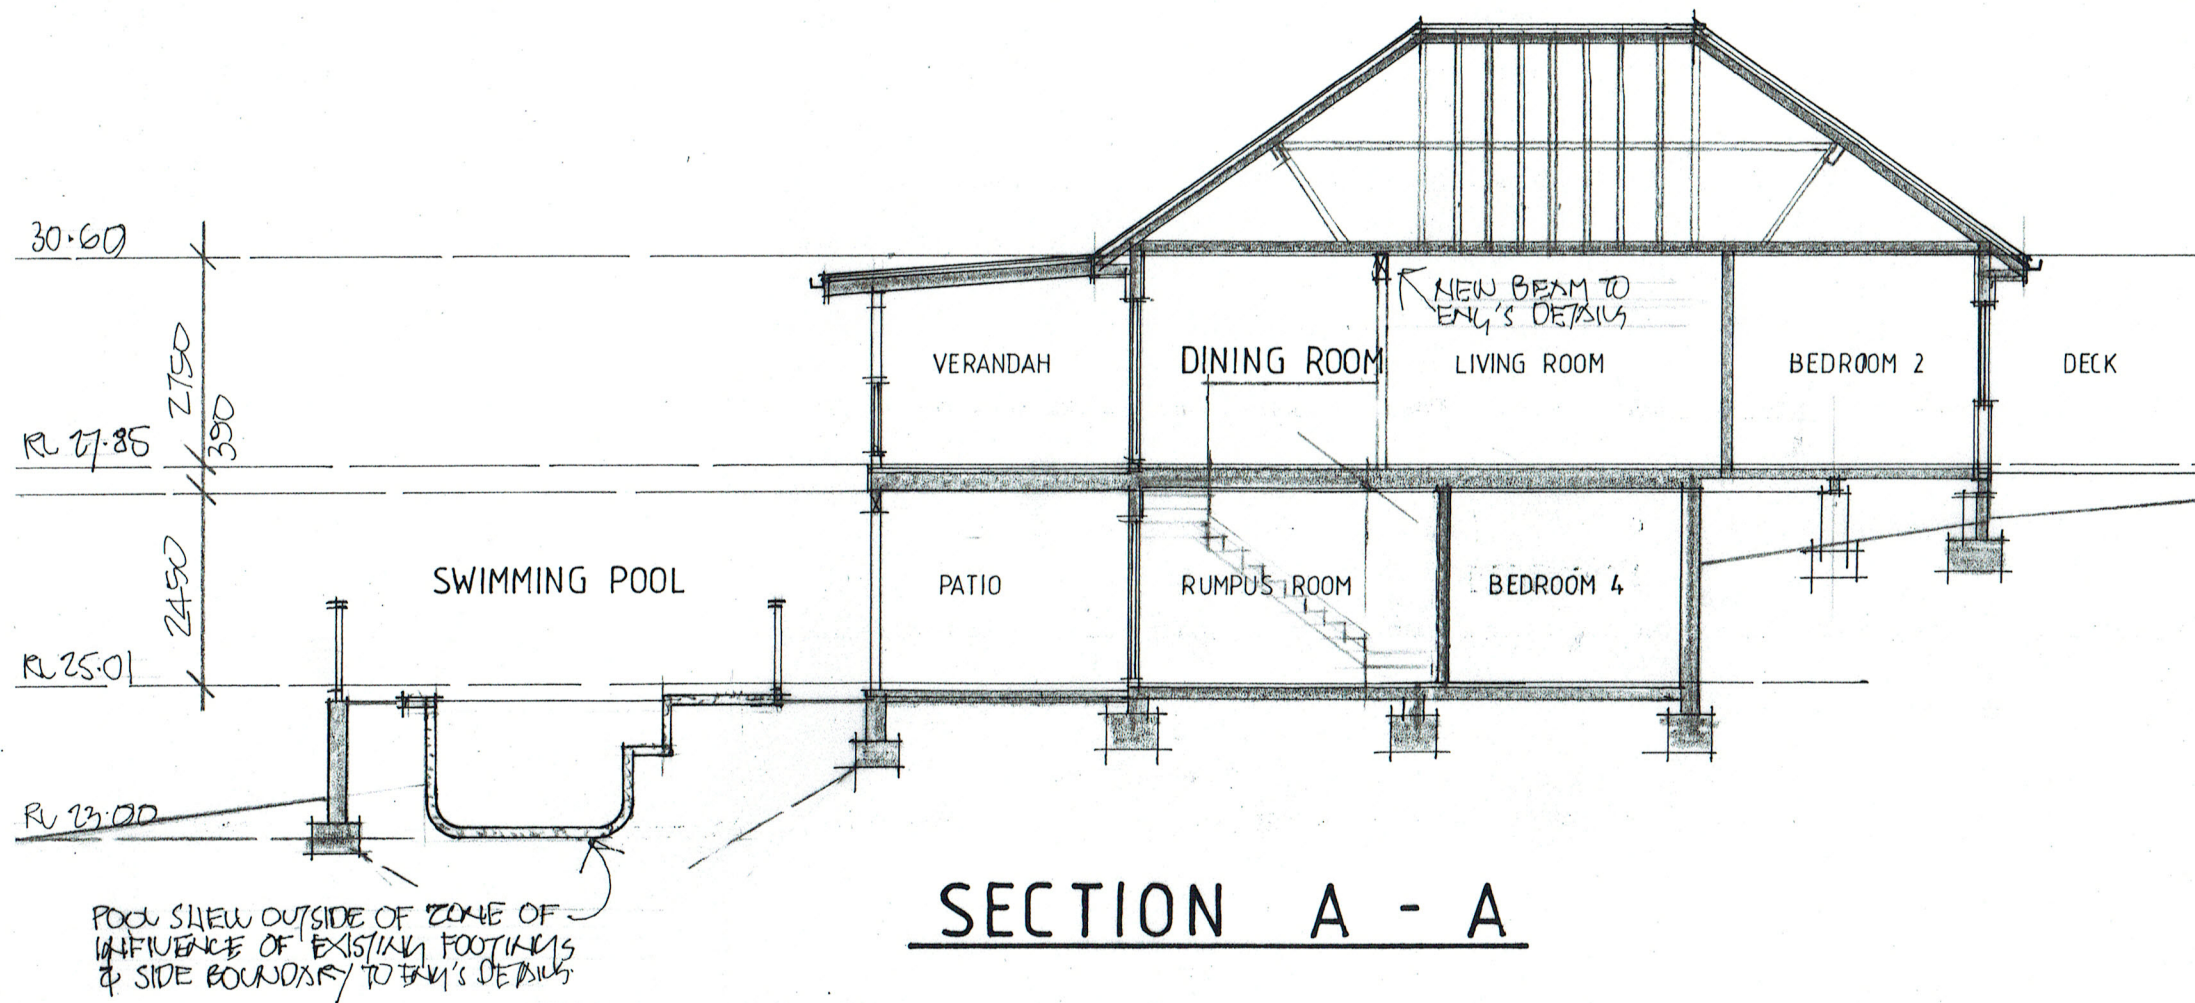 30.60
2750
390
RL 27.85
2450
RL 25.01
RL 23.00
NEW BEAM TO
ENG'S DETAILS
VERANDAH
DINING ROOM
LIVING ROOM
BEDROOM 2
DECK
SWIMMING POOL
PATIO
RUMPUS ROOM
BEDROOM 4
POOL SHELL OUTSIDE OF ZONE OF
INFLUENCE OF EXISTING FOOTINGS
& SIDE BOUNDARY TO ENG'S DETAILS.
SECTION A - A